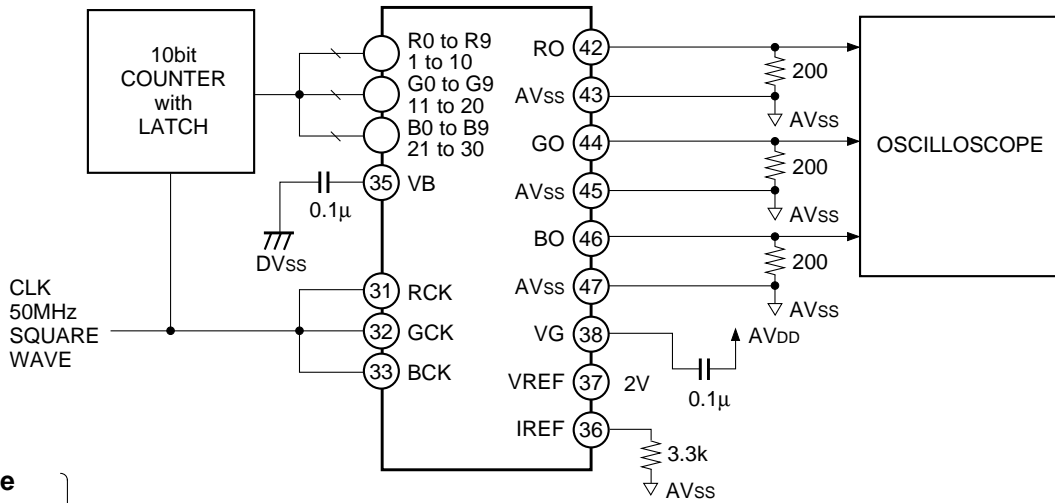 10bit
COUNTER
with
LATCH
R0 to R9
1 to 10
G0 to G9
11 to 20
B0 to B9
21 to 30
35 VB
0.1μ
DVSS
CLK
50MHz
SQUARE
WAVE
31 RCK
32 GCK
33 BCK
RO 42
200
AVSS 43
AVSS
GO 44
200
AVSS 45
AVSS
BO 46
200
AVSS 47
AVSS
VG 38
AVDD
0.1μ
VREF 37 2V
IREF 36
3.3k
AVSS
OSCILLOSCOPE
e